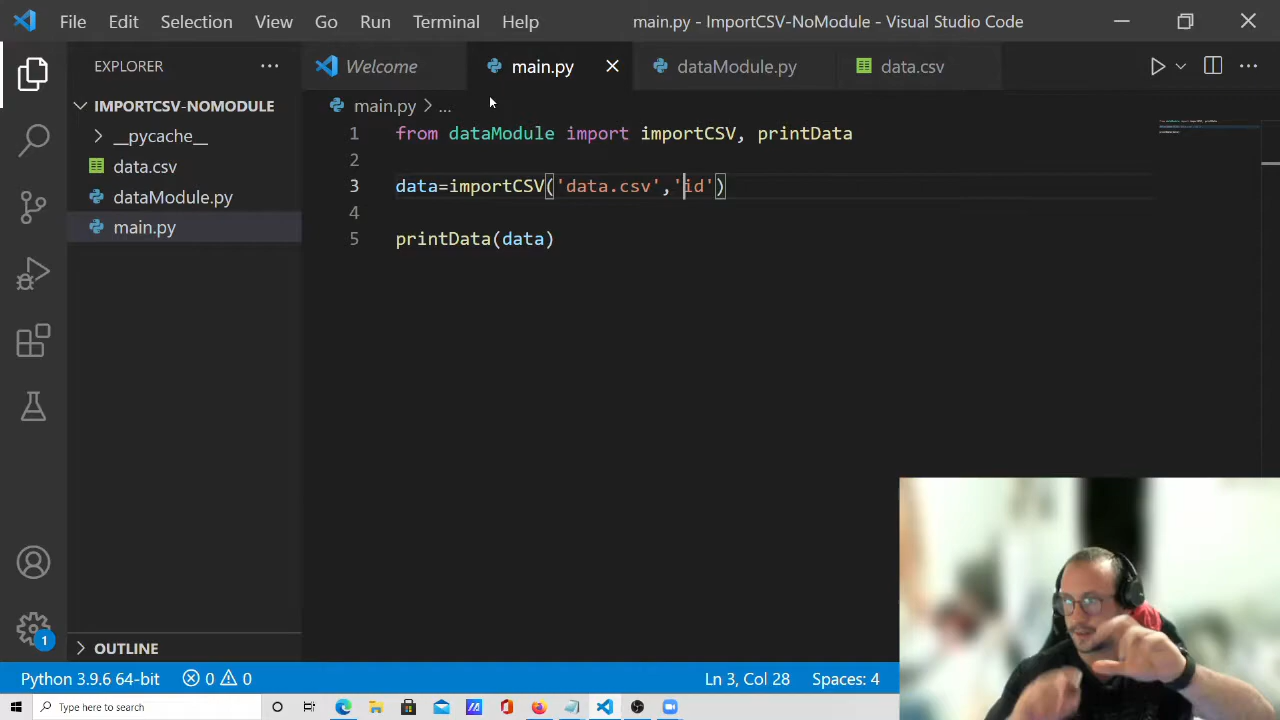 File Edit Selection View Go Run Terminal Help main.py - ImportCSV-NoModule - Visual Studio Code
EXPLORER
Welcome main.py dataModule.py data.csv
IMPORTCSV-NOMODULE
__pycache__
data.csv
dataModule.py
main.py
OUTLINE
main.py > ...
1 from dataModule import importCSV, printData
2
3 data=importCSV('data.csv','id')
4
5 printData(data)
1
Python 3.9.6 64-bit 0 0 Ln 3, Col 28 Spaces: 4
Type here to search